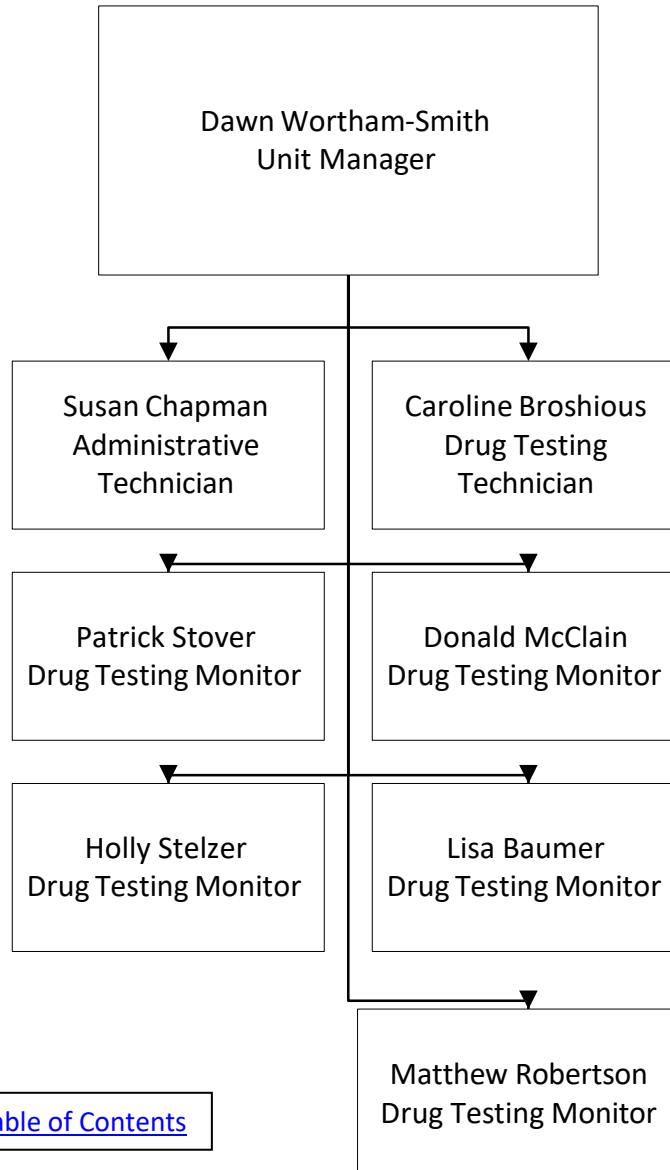 Dawn Wortham-Smith
Unit Manager
Susan Chapman
Administrative
Technician
Caroline Broshious
Drug Testing
Technician
Patrick Stover
Drug Testing Monitor
Donald McClain
Drug Testing Monitor
Holly Stelzer
Drug Testing Monitor
Lisa Baumer
Drug Testing Monitor
Matthew Robertson
Drug Testing Monitor
able of Contents